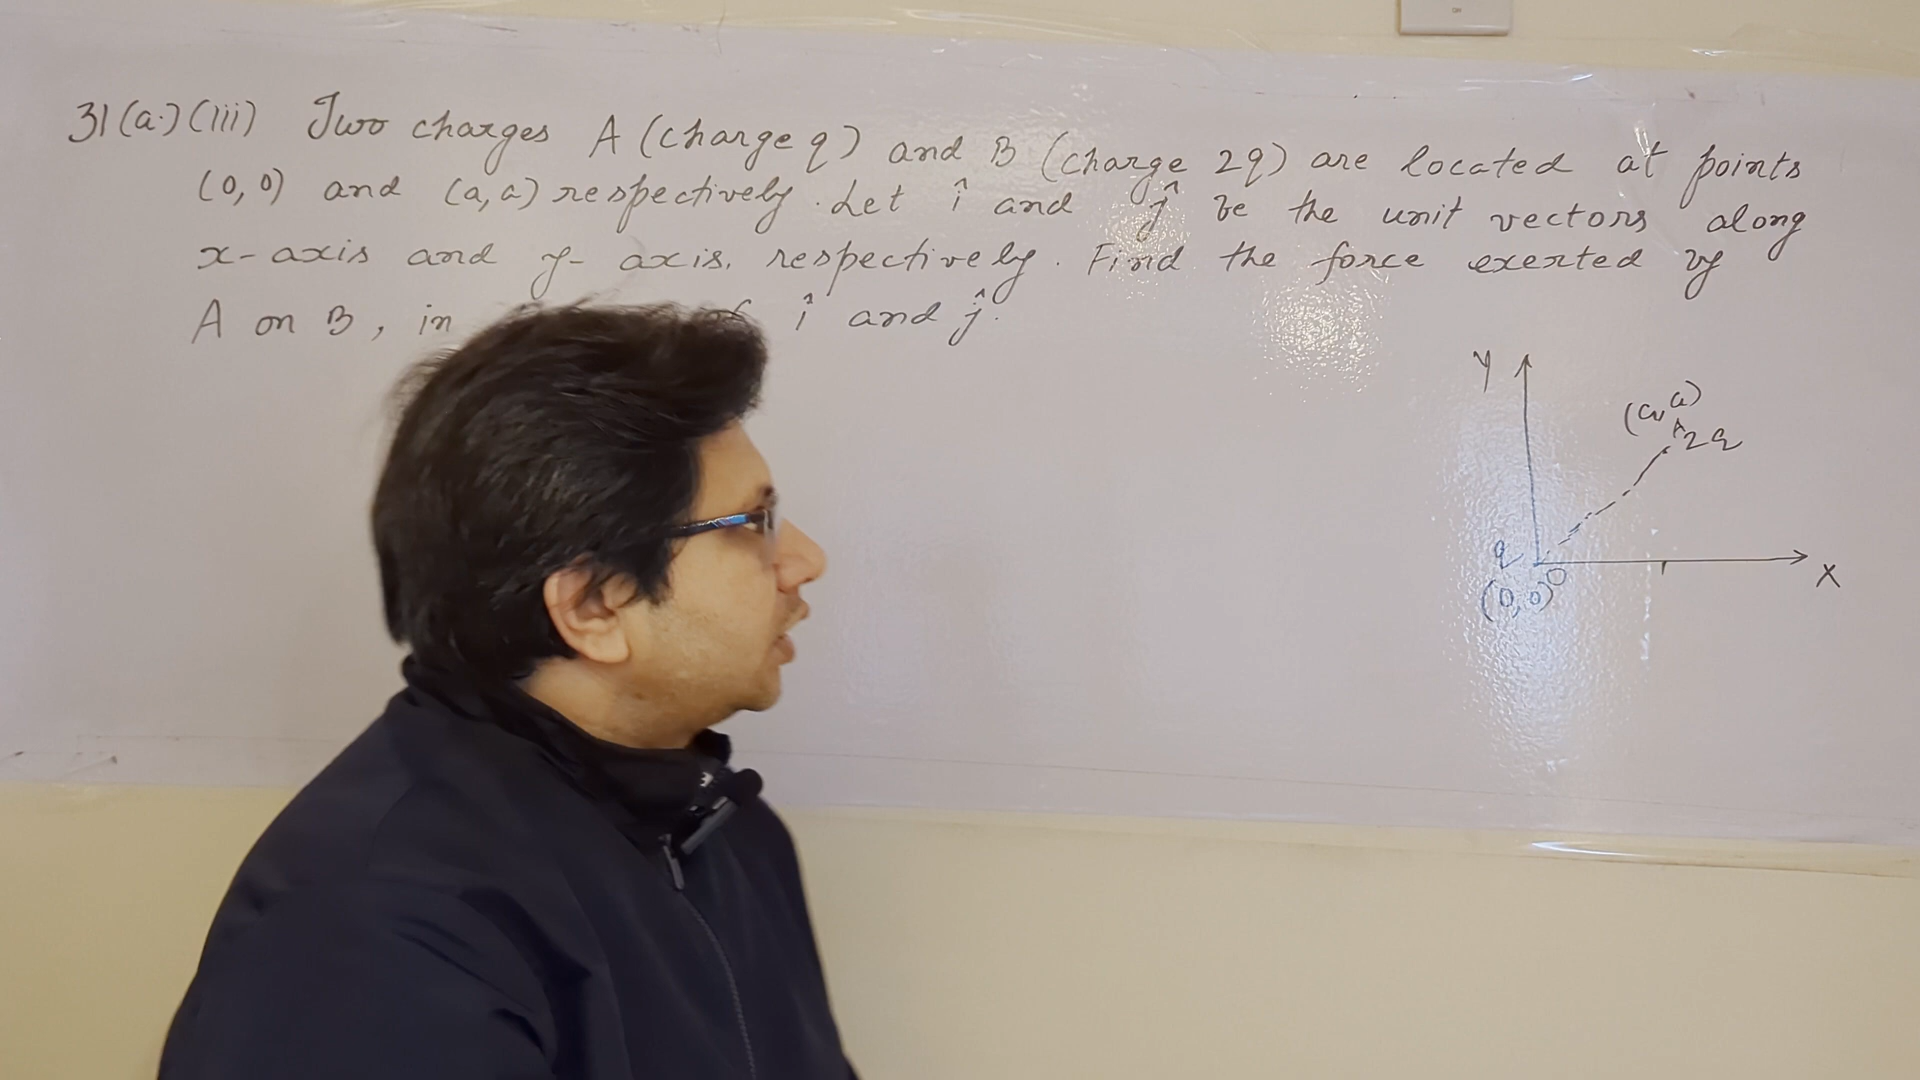 31(a.)(iii) Two charges A (charge q) and B (charge 2q) are located at points
(0,0) and (a,a) respectively. Let î and ĵ be the unit vectors along
x-axis and y-axis, respectively. Find the force exerted by
A on B, in î and ĵ.
Y
(a,a)
2q
q
O
X
(0,0)